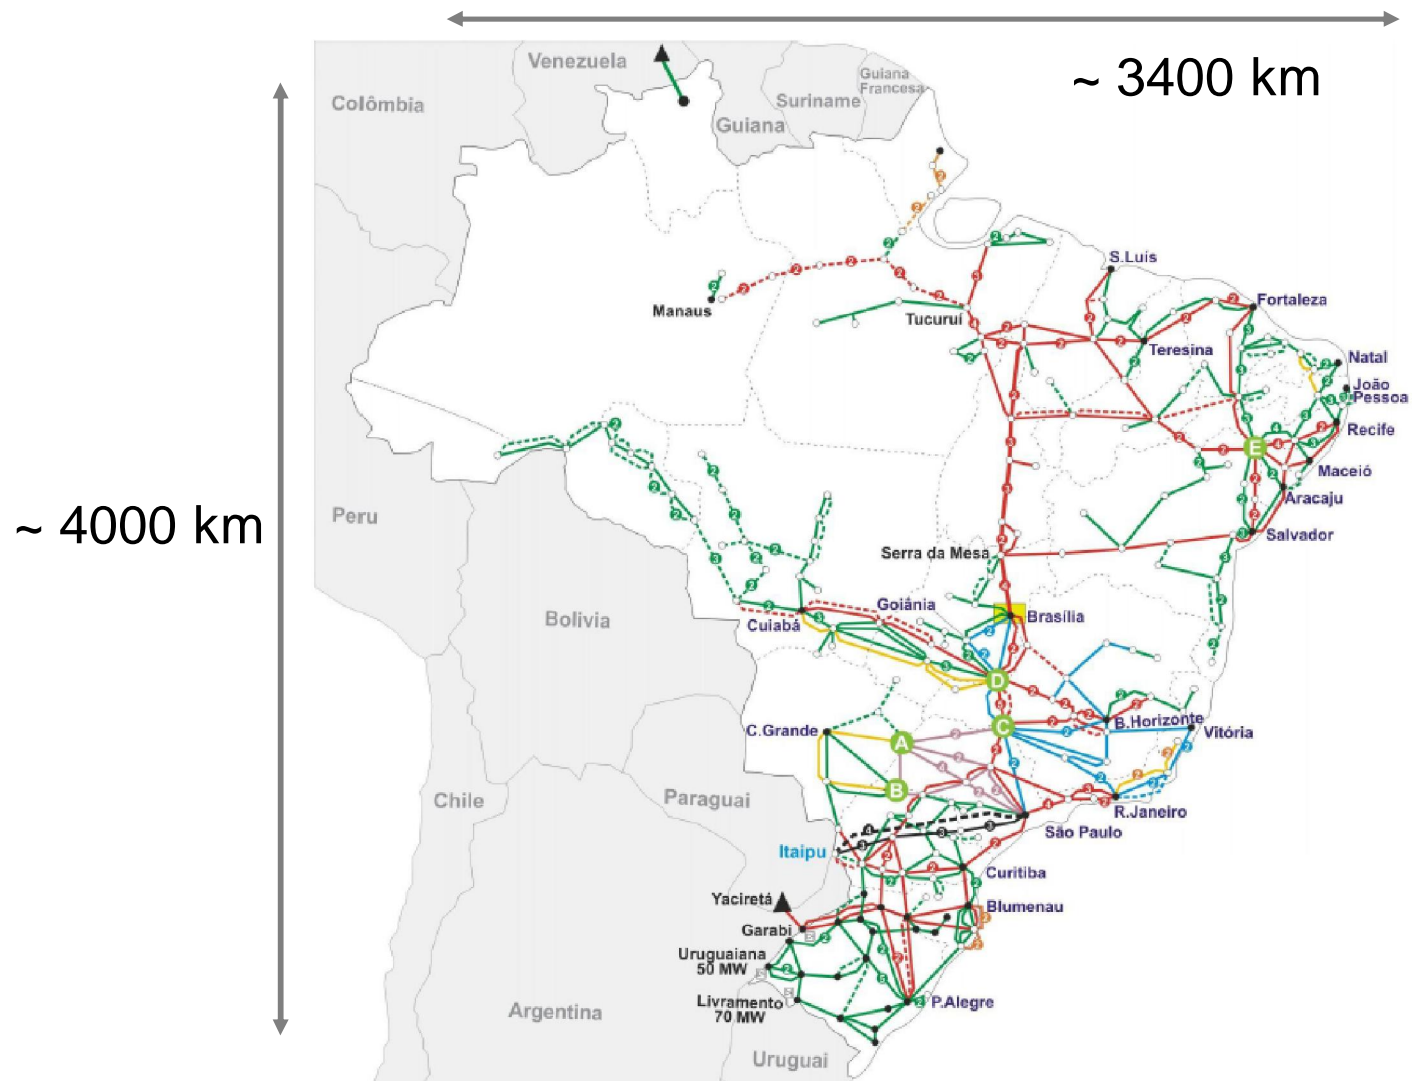 ~ 3400 km
Venezuela
Guiana
Francesa
Colômbia
Suriname
Guiana
S.Luís
Manaus
Tucuruí
Fortaleza
Teresina
Natal
João
Pessoa
Recife
E
Maceió
Aracaju
Peru
~ 4000 km
Salvador
Serra da Mesa
Goiânia
Brasília
Bolivia
Cuiabá
D
C.Grande
A
C
B.Horizonte
Vitória
B
Chile
Paraguai
R.Janeiro
São Paulo
Itaipu
Curitiba
Yaciretá
Blumenau
Garabi
Uruguaiana
50 MW
Livramento
70 MW
P.Alegre
Argentina
Uruguai